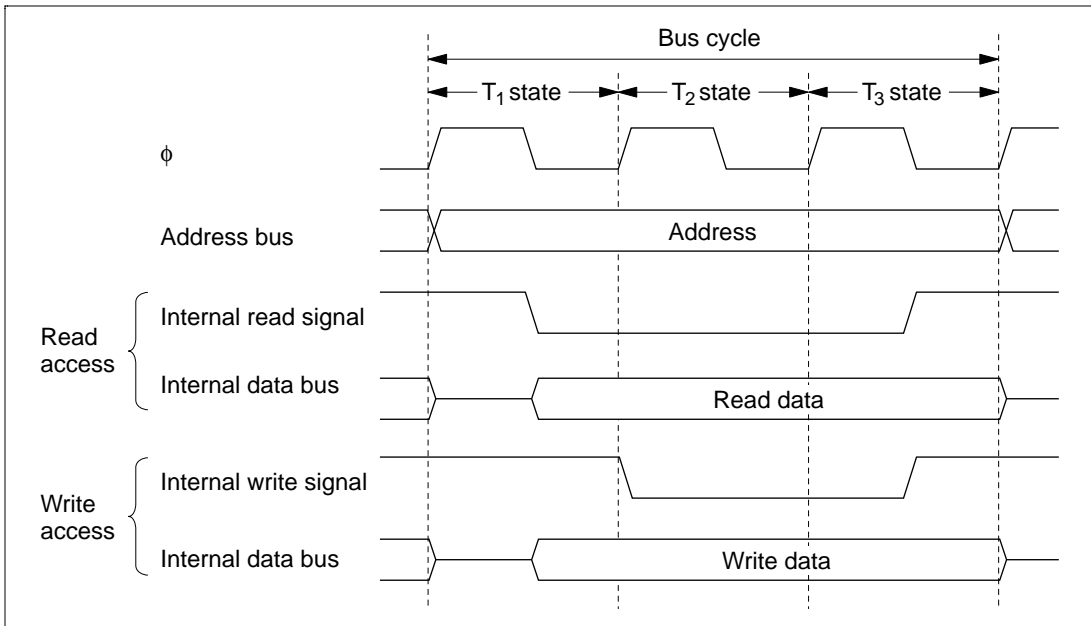 Bus cycle
T₁ state
T₂ state
T₃ state
ϕ
Address bus
Address
Read
access
Internal read signal
Internal data bus
Read data
Write
access
Internal write signal
Internal data bus
Write data